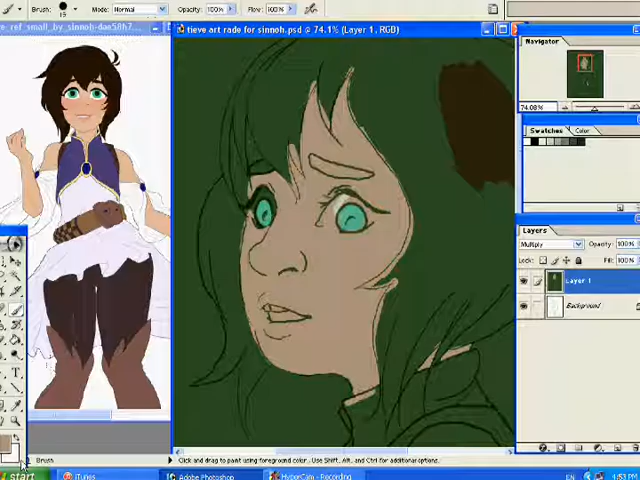 Brush:
19
Mode:
Normal
Opacity: 100%
Flow: 100%
tieve art rade for sinnoh.psd @ 74.1% (Layer 1, RGB)
Navigator
74.08%
Swatches
Color
Layers
Multiply
Opacity: 100%
Lock:
Fill: 100%
Layer 1
Background
Brush
Click and drag to paint using foreground color. Use Shift, Alt, and Ctrl for additional options.
start
iTunes
Adobe Photoshop
HyperCam - Recording
EN
4:53 PM